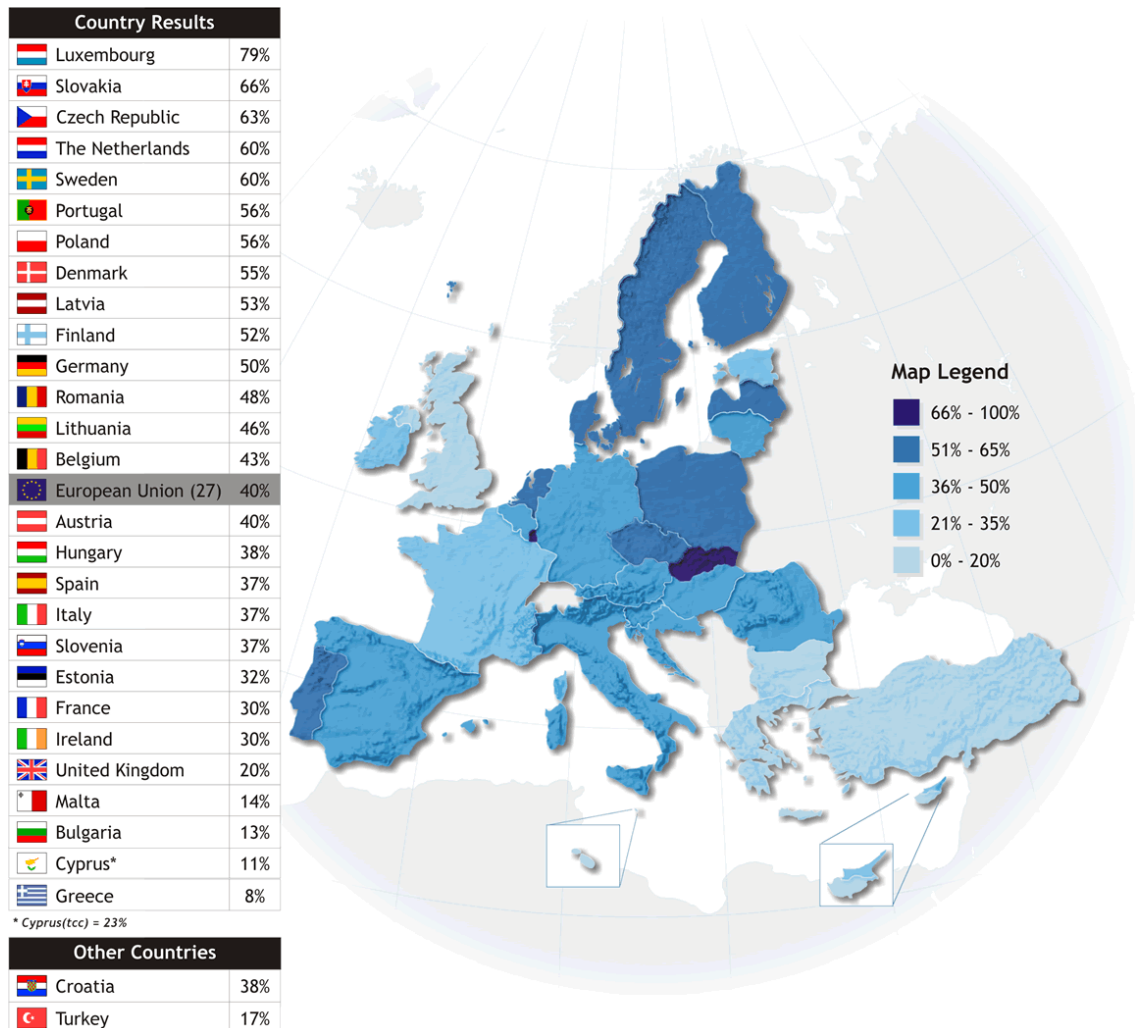 Country Results
Luxembourg 79%
Slovakia 66%
Czech Republic 63%
The Netherlands 60%
Sweden 60%
Portugal 56%
Poland 56%
Denmark 55%
Latvia 53%
Finland 52%
Germany 50%
Romania 48%
Lithuania 46%
Belgium 43%
European Union (27) 40%
Austria 40%
Hungary 38%
Spain 37%
Italy 37%
Slovenia 37%
Estonia 32%
France 30%
Ireland 30%
United Kingdom 20%
Malta 14%
Bulgaria 13%
Cyprus* 11%
Greece 8%
* Cyprus(tcc) = 23%
Other Countries
Croatia 38%
Turkey 17%
Map Legend
66% - 100%
51% - 65%
36% - 50%
21% - 35%
0% - 20%